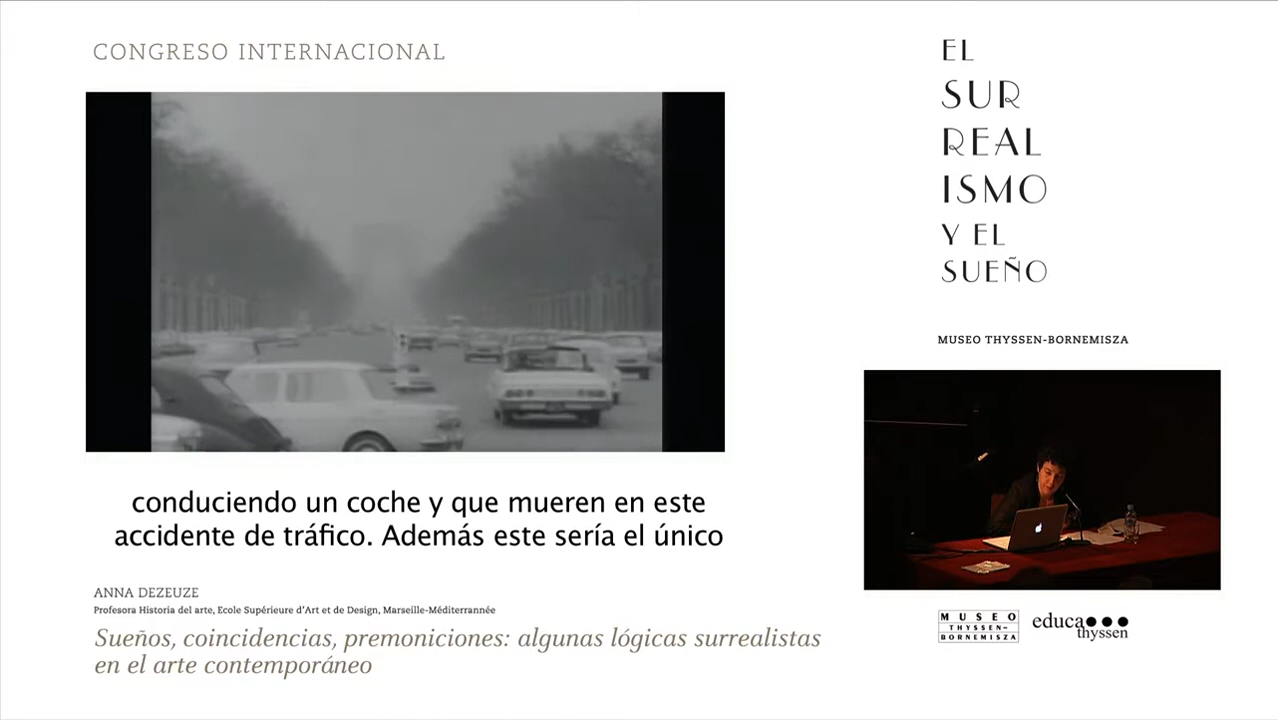 CONGRESO INTERNACIONAL
EL
SUR
REAL
ISMO
Y EL
SUEÑO
MUSEO THYSSEN-BORNEMISZA
conduciendo un coche y que mueren en este
accidente de tráfico. Además este sería el único
ANNA DEZEUZE
Profesora Historia del arte, Ecole Supérieure d'Art et de Design, Marseille-Méditerrannée
Sueños, coincidencias, premoniciones: algunas lógicas surrealistas
en el arte contemporáneo
MUSEO
THYSSEN-
BORNEMISZA
educa
thyssen